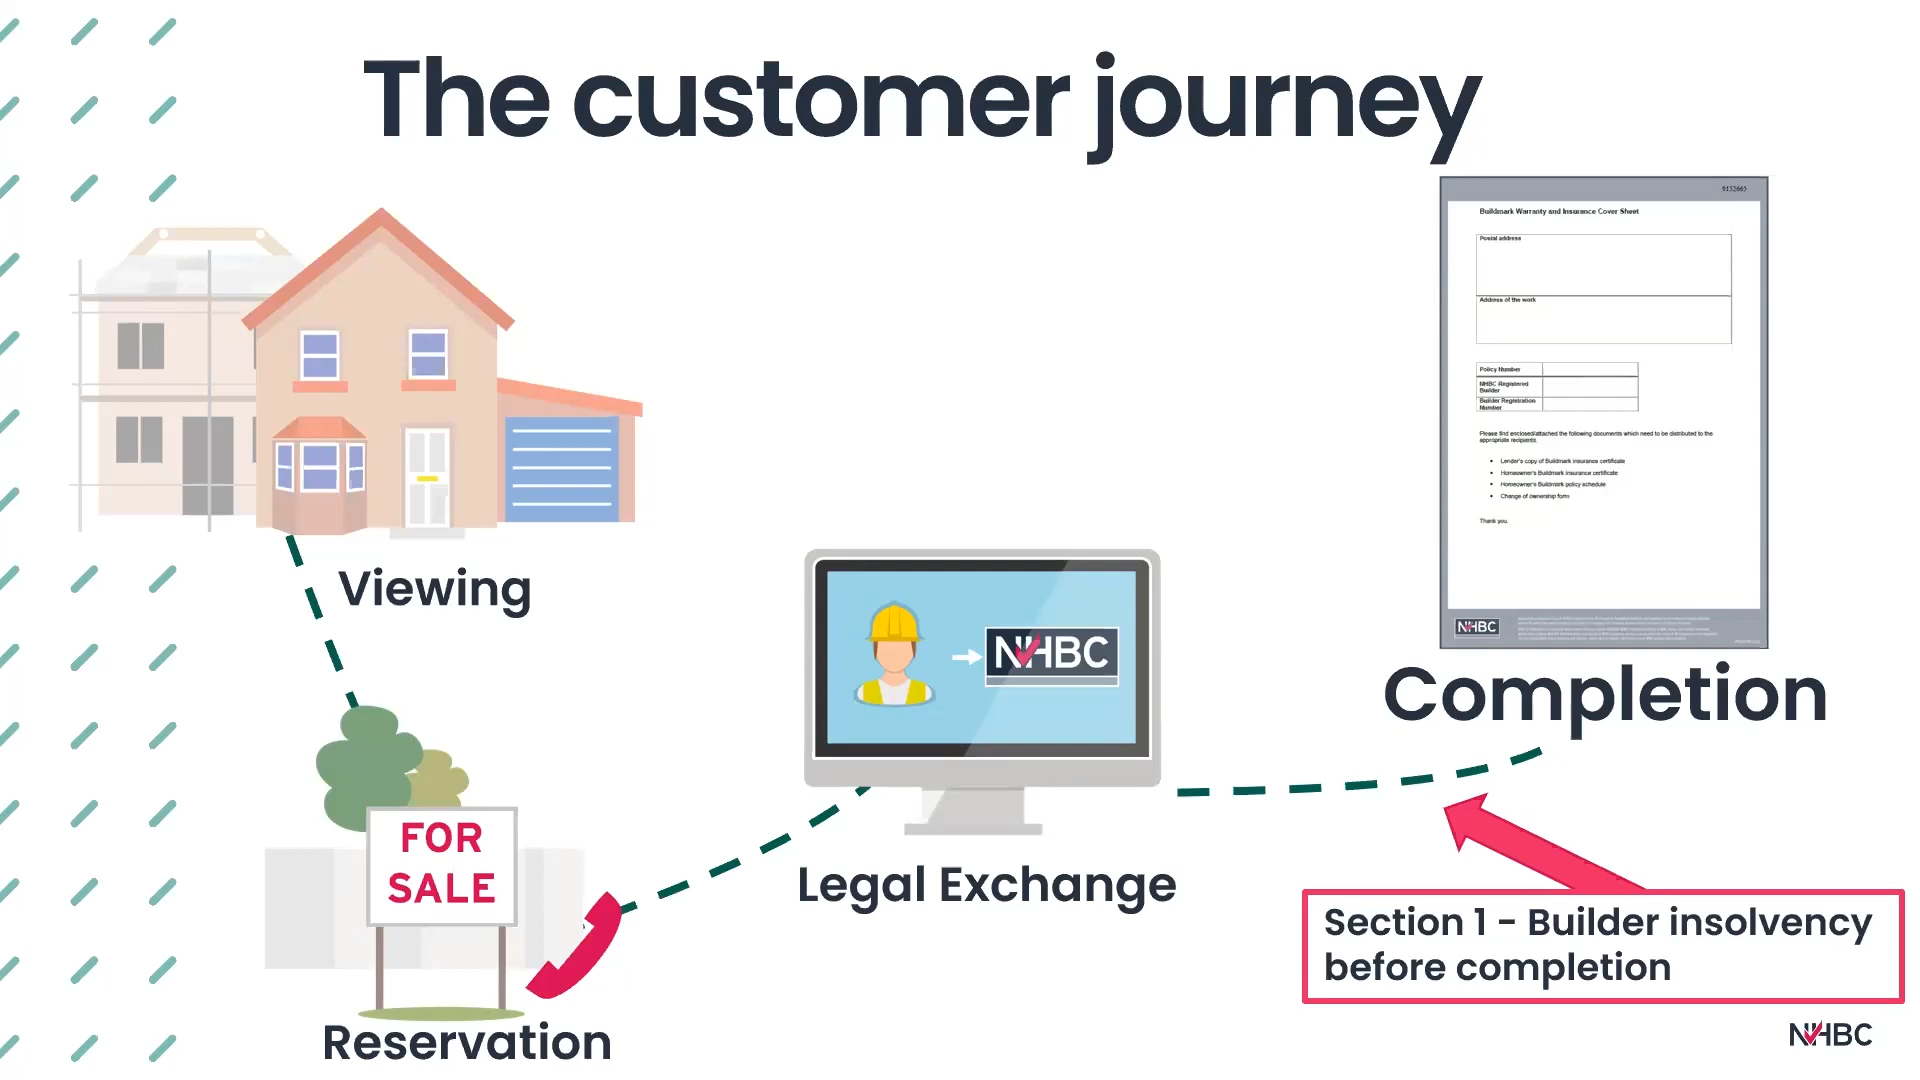 The customer journey
9132665
Buildmark Warranty and Insurance Cover Sheet
Postal address
Address of the work
Policy Number
NHBC Registered
Builder
Builder Registration
Number
Please find enclosed/attached the following documents which need to be distributed to the
appropriate recipients.
Lender's copy of Buildmark insurance certificate
Homeowner's Buildmark insurance certificate
Homeowner's Buildmark policy schedule
Change of ownership form
Thank you.
NHBC
Completion
Viewing
NHBC
FOR
SALE
Legal Exchange
Section 1 - Builder insolvency
before completion
Reservation
NHBC